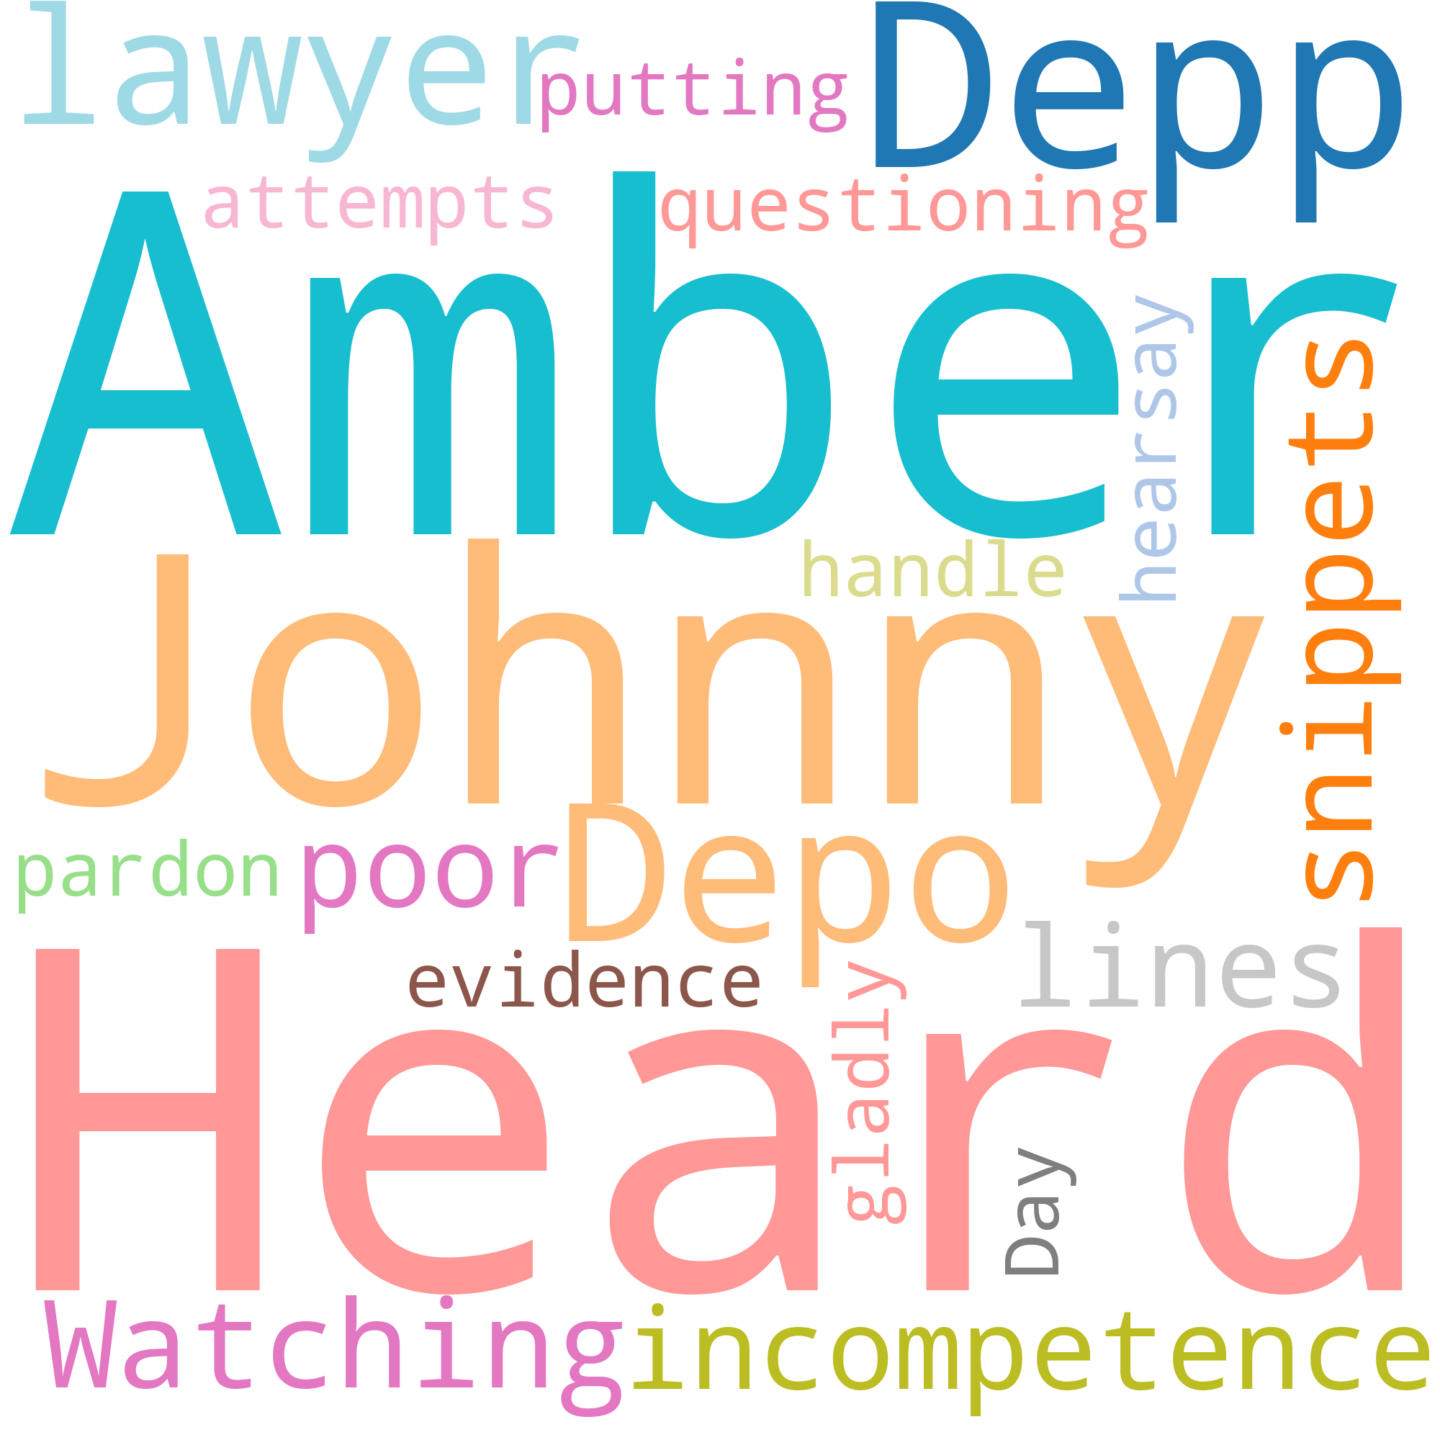 lawyer
putting
Depp
attempts
questioning
Amber
hearsay
snippets
handle
Johnny
pardon
poor
Depo
lines
evidence
gladly
Heard
Day
Watching
incompetence